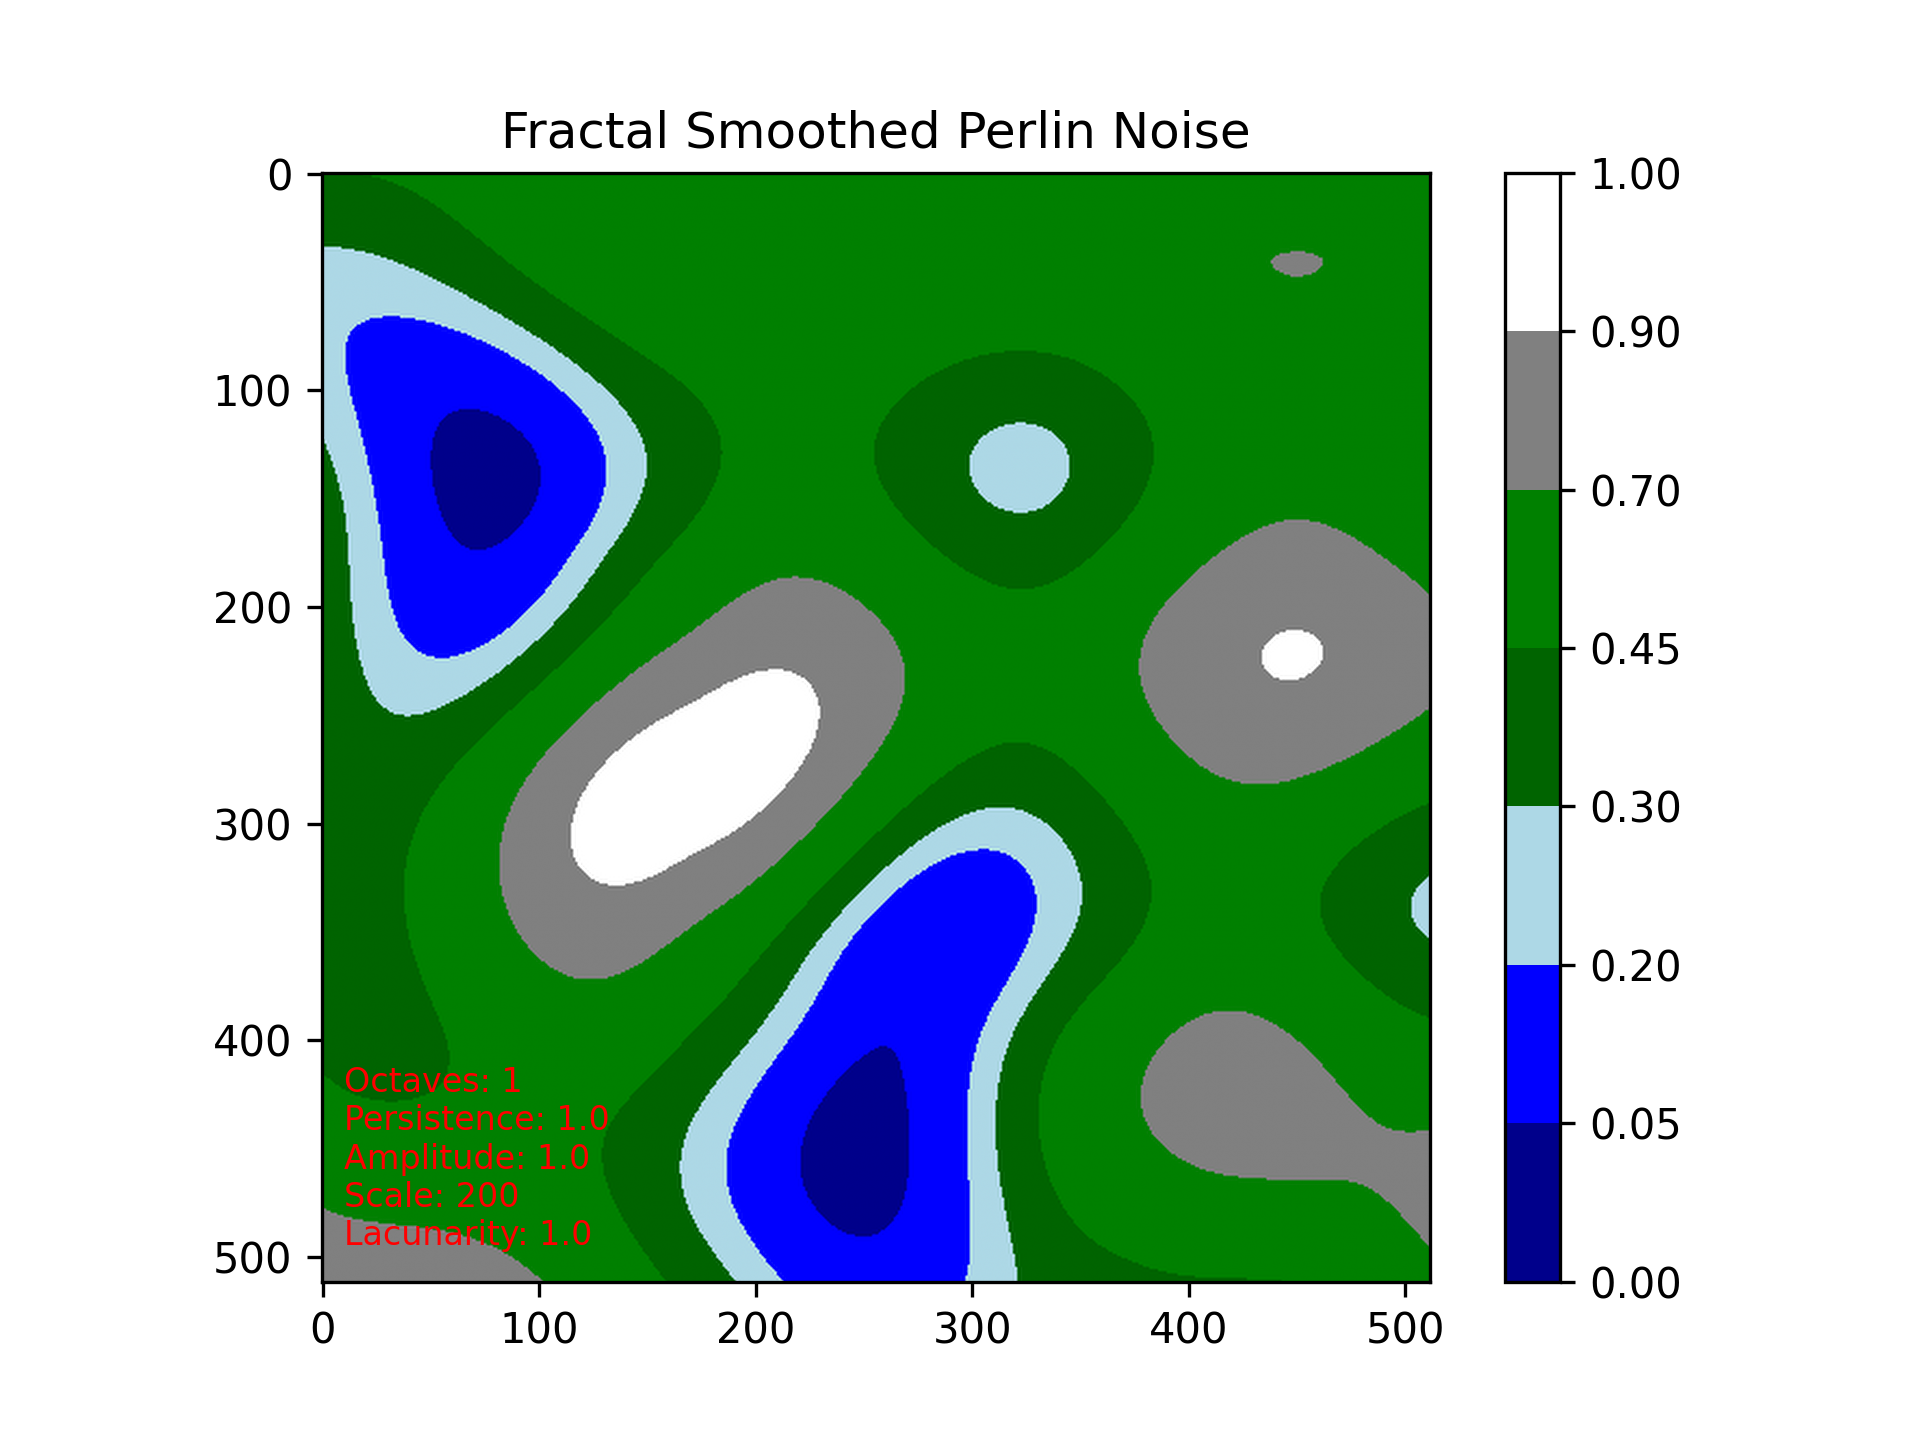 Fractal Smoothed Perlin Noise
0
100
200
300
400
500
Octaves: 1
Persistence: 1.0
Amplitude: 1.0
Scale: 200
Lacunarity: 1.0
0 100 200 300 400 500
1.00
0.90
0.70
0.45
0.30
0.20
0.05
0.00